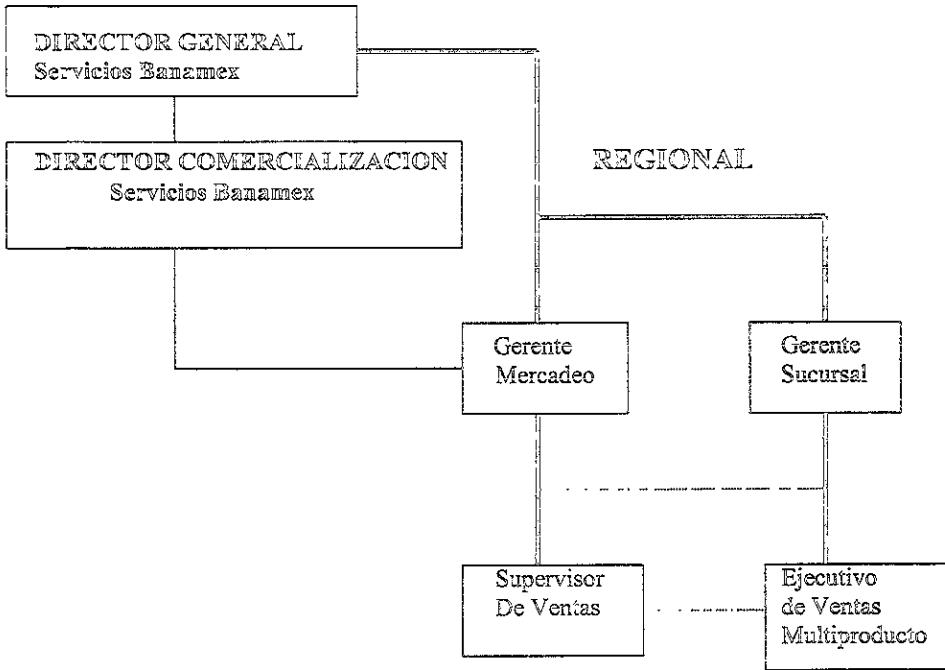 DIRECTOR GENERAL
Servicios Banamex
DIRECTOR COMERCIALIZACION
Servicios Banamex
REGIONAL
Gerente
Mercadeo
Gerente
Sucursal
Supervisor
De Ventas
Ejecutivo
de Ventas
Multiproducto